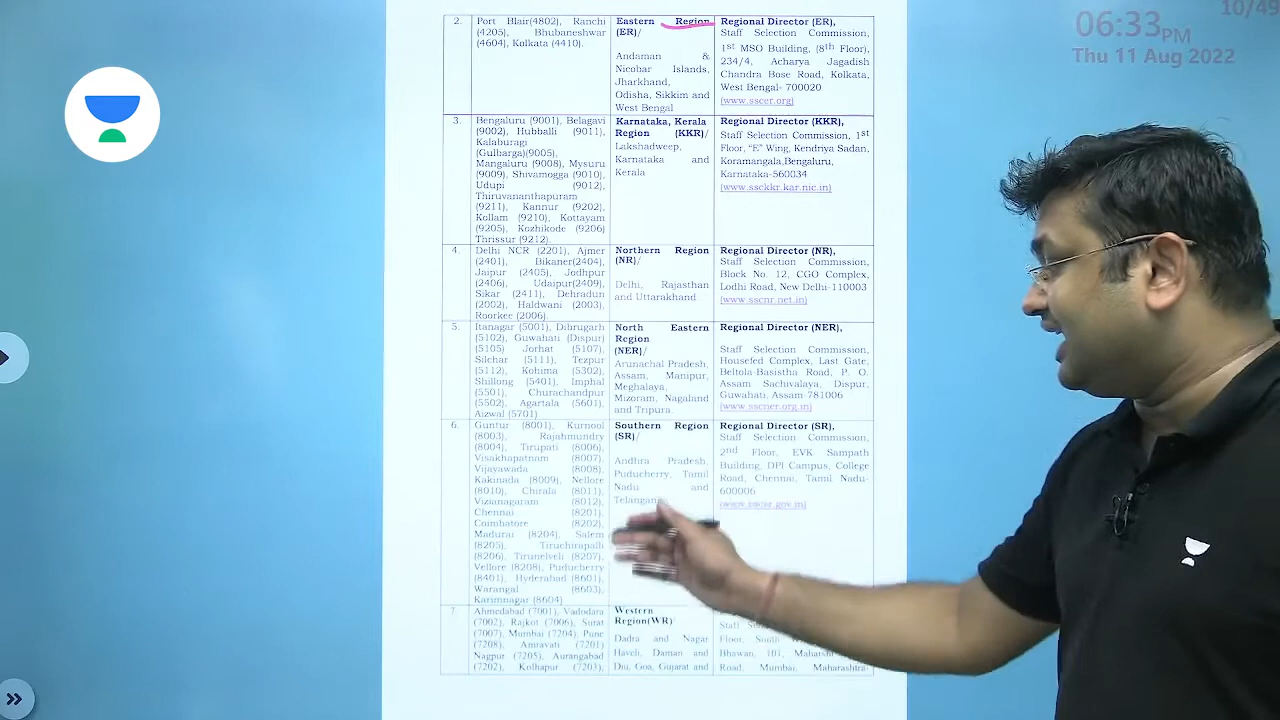 10/49
06:33PM
Thu 11 Aug 2022
2. Port Blair(4802), Ranchi (4205), Bhubaneshwar (4604), Kolkata (4410).
Eastern Region (ER)/
Andaman & Nicobar Islands, Jharkhand, Odisha, Sikkim and West Bengal
Regional Director (ER),
Staff Selection Commission,
1st MSO Building, (8th Floor),
234/4, Acharya Jagadish
Chandra Bose Road, Kolkata,
West Bengal- 700020
(www.sscer.org)
3. Bengaluru (9001), Belagavi
(9002), Hubballi (9011),
Kalaburagi
(Gulbarga)(9005),
Mangaluru (9008), Mysuru
(9009), Shivamogga (9010),
Udupi (9012),
Thiruvananthapuram
(9211), Kannur (9202),
Kollam (9210), Kottayam
(9205), Kozhikode (9206)
Thrissur (9212).
Karnataka, Kerala
Region (KKR)/
Lakshadweep,
Karnataka and
Kerala
Regional Director (KKR),
Staff Selection Commission, 1st
Floor, "E" Wing, Kendriya Sadan,
Koramangala,Bengaluru,
Karnataka-560034
(www.ssckkr.kar.nic.in)
4. Delhi NCR (2201), Ajmer
(2401), Bikaner(2404),
Jaipur (2405), Jodhpur
(2406), Udaipur(2409),
Sikar (2411), Dehradun
(2002), Haldwani (2003),
Roorkee (2006).
Northern Region
(NR)/
Delhi, Rajasthan
and Uttarakhand
Regional Director (NR),
Staff Selection Commission,
Block No. 12, CGO Complex,
Lodhi Road, New Delhi-110003
(www.sscnr.net.in)
5. Itanagar (5001), Dibrugarh
(5102), Guwahati (Dispur)
(5105) Jorhat (5107),
Silchar (5111), Tezpur
(5112), Kohima (5302),
Shillong (5401), Imphal
(5501), Churachandpur
(5502), Agartala (5601),
Aizwal (5701)
North Eastern
Region
(NER)/
Arunachal Pradesh,
Assam, Manipur,
Meghalaya,
Mizoram, Nagaland
and Tripura.
Regional Director (NER),
Staff Selection Commission,
Housefed Complex, Last Gate,
Beltola-Basistha Road, P. O.
Assam Sachivalaya, Dispur,
Guwahati, Assam-781006
(www.sscner.org.in)
6. Guntur (8001), Kurnool
(8003), Rajahmundry
(8004), Tirupati (8006),
Visakhapatnam (8007),
Vijayawada (8008),
Kakinada (8009), Nellore
(8010), Chirala (8011),
Vizianagaram (8012),
Chennai (8201),
Coimbatore (8202),
Madurai (8204), Salem
(8205), Tiruchirapalli
(8206), Tirunelveli (8207),
Vellore (8208), Puducherry
(8401), Hyderabad (8601),
Warangal (8603),
Karimnagar (8604)
Southern Region
(SR)/
Andhra Pradesh,
Puducherry, Tamil
Nadu and
Telangana
Regional Director (SR),
Staff Selection Commission,
2nd Floor, EVK Sampath
Building, DPI Campus, College
Road, Chennai, Tamil Nadu-
600006
(www.sscsr.gov.in)
7. Ahmedabad (7001), Vadodara
(7002), Rajkot (7006), Surat
(7007), Mumbai (7204), Pune
(7208), Amravati (7201)
Nagpur (7205), Aurangabad
(7202), Kolhapur (7203),
Western
Region(WR)/
Dadra and Nagar
Haveli, Daman and
Diu, Goa, Gujarat and
Staff
Floor, South
Bhawan, 101,
Road, Mumbai, Maharashtra-